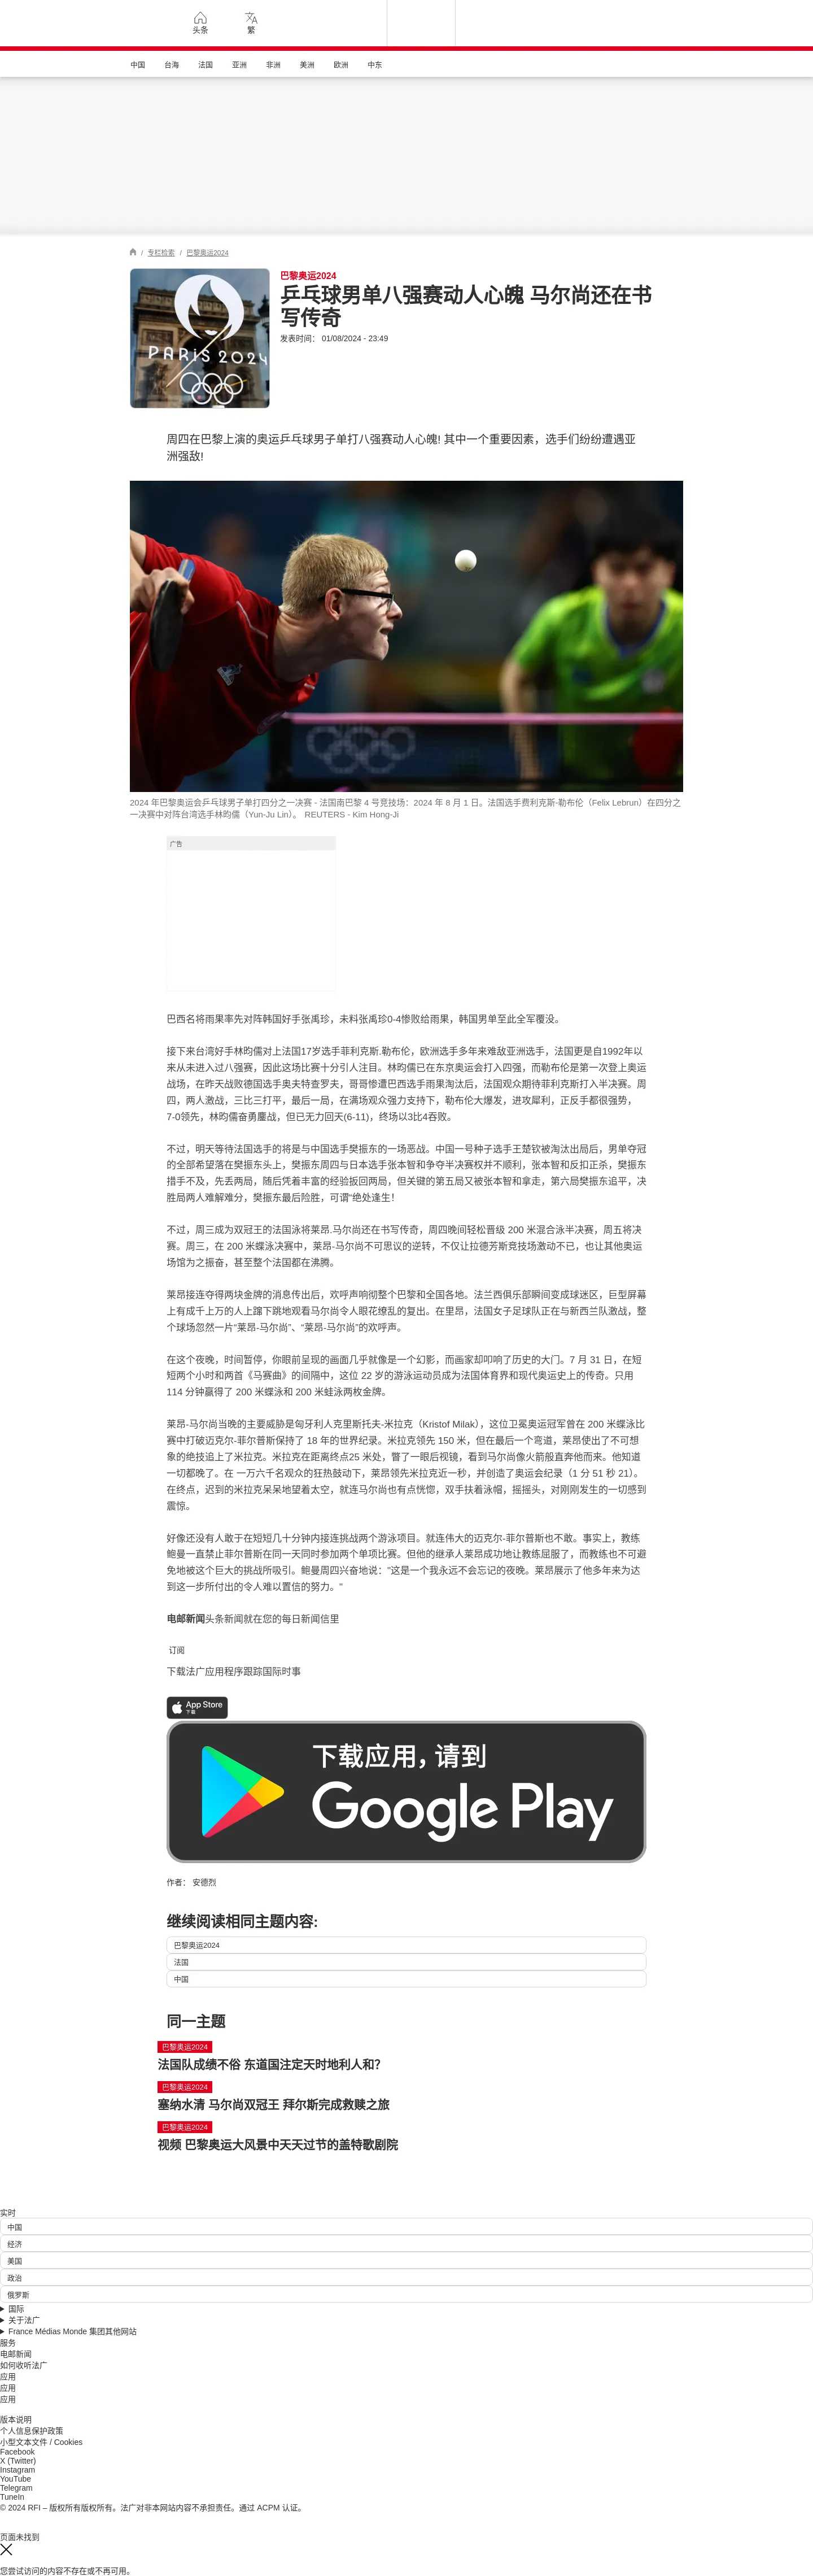 头条
繁
中国
台海
法国
亚洲
非洲
美洲
欧洲
中东
/ 专栏检索 / 巴黎奥运2024
PARIS 2024
巴黎奥运2024
乒乓球男单八强赛动人心魄 马尔尚还在书
写传奇
发表时间： 01/08/2024 - 23:49
周四在巴黎上演的奥运乒乓球男子单打八强赛动人心魄! 其中一个重要因素，选手们纷纷遭遇亚
洲强敌!
2024 年巴黎奥运会乒乓球男子单打四分之一决赛 - 法国南巴黎 4 号竞技场：2024 年 8 月 1 日。法国选手费利克斯-勒布伦（Felix Lebrun）在四分之
一决赛中对阵台湾选手林昀儒（Yun-Ju Lin）。 REUTERS - Kim Hong-Ji
广告
巴西名将雨果率先对阵韩国好手张禹珍，未料张禹珍0-4惨败给雨果，韩国男单至此全军覆没。
接下来台湾好手林昀儒对上法国17岁选手菲利克斯.勒布伦，欧洲选手多年来难敌亚洲选手，法国更是自1992年以
来从未进入过八强赛，因此这场比赛十分引人注目。林昀儒已在东京奥运会打入四强，而勒布伦是第一次登上奥运
战场，在昨天战败德国选手奥夫特查罗夫，哥哥惨遭巴西选手雨果淘汰后，法国观众期待菲利克斯打入半决赛。周
四，两人激战，三比三打平，最后一局，在满场观众强力支持下，勒布伦大爆发，进攻犀利，正反手都很强势，
7-0领先，林昀儒奋勇鏖战，但已无力回天(6-11)，终场以3比4吞败。
不过，明天等待法国选手的将是与中国选手樊振东的一场恶战。中国一号种子选手王楚钦被淘汰出局后，男单夺冠
的全部希望落在樊振东头上，樊振东周四与日本选手张本智和争夺半决赛权并不顺利，张本智和反扣正杀，樊振东
措手不及，先丢两局，随后凭着丰富的经验扳回两局，但关键的第五局又被张本智和拿走，第六局樊振东追平，决
胜局两人难解难分，樊振东最后险胜，可谓“绝处逢生!
不过，周三成为双冠王的法国泳将莱昂.马尔尚还在书写传奇，周四晚间轻松晋级 200 米混合泳半决赛，周五将决
赛。周三，在 200 米蝶泳决赛中，莱昂-马尔尚不可思议的逆转，不仅让拉德芳斯竞技场激动不已，也让其他奥运
场馆为之振奋，甚至整个法国都在沸腾。
莱昂接连夺得两块金牌的消息传出后，欢呼声响彻整个巴黎和全国各地。法兰西俱乐部瞬间变成球迷区，巨型屏幕
上有成千上万的人上蹿下跳地观看马尔尚令人眼花缭乱的复出。在里昂，法国女子足球队正在与新西兰队激战，整
个球场忽然一片“莱昂-马尔尚”、“莱昂-马尔尚”的欢呼声。
在这个夜晚，时间暂停，你眼前呈现的画面几乎就像是一个幻影，而画家却叩响了历史的大门。7 月 31 日，在短
短两个小时和两首《马赛曲》的间隔中，这位 22 岁的游泳运动员成为法国体育界和现代奥运史上的传奇。只用
114 分钟赢得了 200 米蝶泳和 200 米蛙泳两枚金牌。
莱昂-马尔尚当晚的主要威胁是匈牙利人克里斯托夫-米拉克（Kristof Milak），这位卫冕奥运冠军曾在 200 米蝶泳比
赛中打破迈克尔-菲尔普斯保持了 18 年的世界纪录。米拉克领先 150 米，但在最后一个弯道，莱昂使出了不可想
象的绝技追上了米拉克。米拉克在距离终点25 米处，瞥了一眼后视镜，看到马尔尚像火箭般直奔他而来。他知道
一切都晚了。在 一万六千名观众的狂热鼓动下，莱昂领先米拉克近一秒，并创造了奥运会纪录（1 分 51 秒 21）。
在终点，迟到的米拉克呆呆地望着太空，就连马尔尚也有点恍惚，双手扶着泳帽，摇摇头，对刚刚发生的一切感到
震惊。
好像还没有人敢于在短短几十分钟内接连挑战两个游泳项目。就连伟大的迈克尔-菲尔普斯也不敢。事实上，教练
鲍曼一直禁止菲尔普斯在同一天同时参加两个单项比赛。但他的继承人莱昂成功地让教练屈服了，而教练也不可避
免地被这个巨大的挑战所吸引。鲍曼周四兴奋地说："这是一个我永远不会忘记的夜晚。莱昂展示了他多年来为达
到这一步所付出的令人难以置信的努力。"
电邮新闻头条新闻就在您的每日新闻信里
订阅
下载法广应用程序跟踪国际时事
App Store
下载
下载应用，请到
Google Play
作者： 安德烈
继续阅读相同主题内容:
巴黎奥运2024
法国
中国
同一主题
巴黎奥运2024
法国队成绩不俗 东道国注定天时地利人和？
巴黎奥运2024
塞纳水清 马尔尚双冠王 拜尔斯完成救赎之旅
巴黎奥运2024
视频 巴黎奥运大风景中天天过节的盖特歌剧院
实时
中国
经济
美国
政治
俄罗斯
国际
关于法广
France Médias Monde 集团其他网站
服务
电邮新闻
如何收听法广
应用
应用
应用
版本说明
个人信息保护政策
小型文本文件 / Cookies
Facebook
X (Twitter)
Instagram
YouTube
Telegram
TuneIn
© 2024 RFI – 版权所有版权所有。法广对非本网站内容不承担责任。通过 ACPM 认证。
页面未找到
您尝试访问的内容不存在或不再可用。